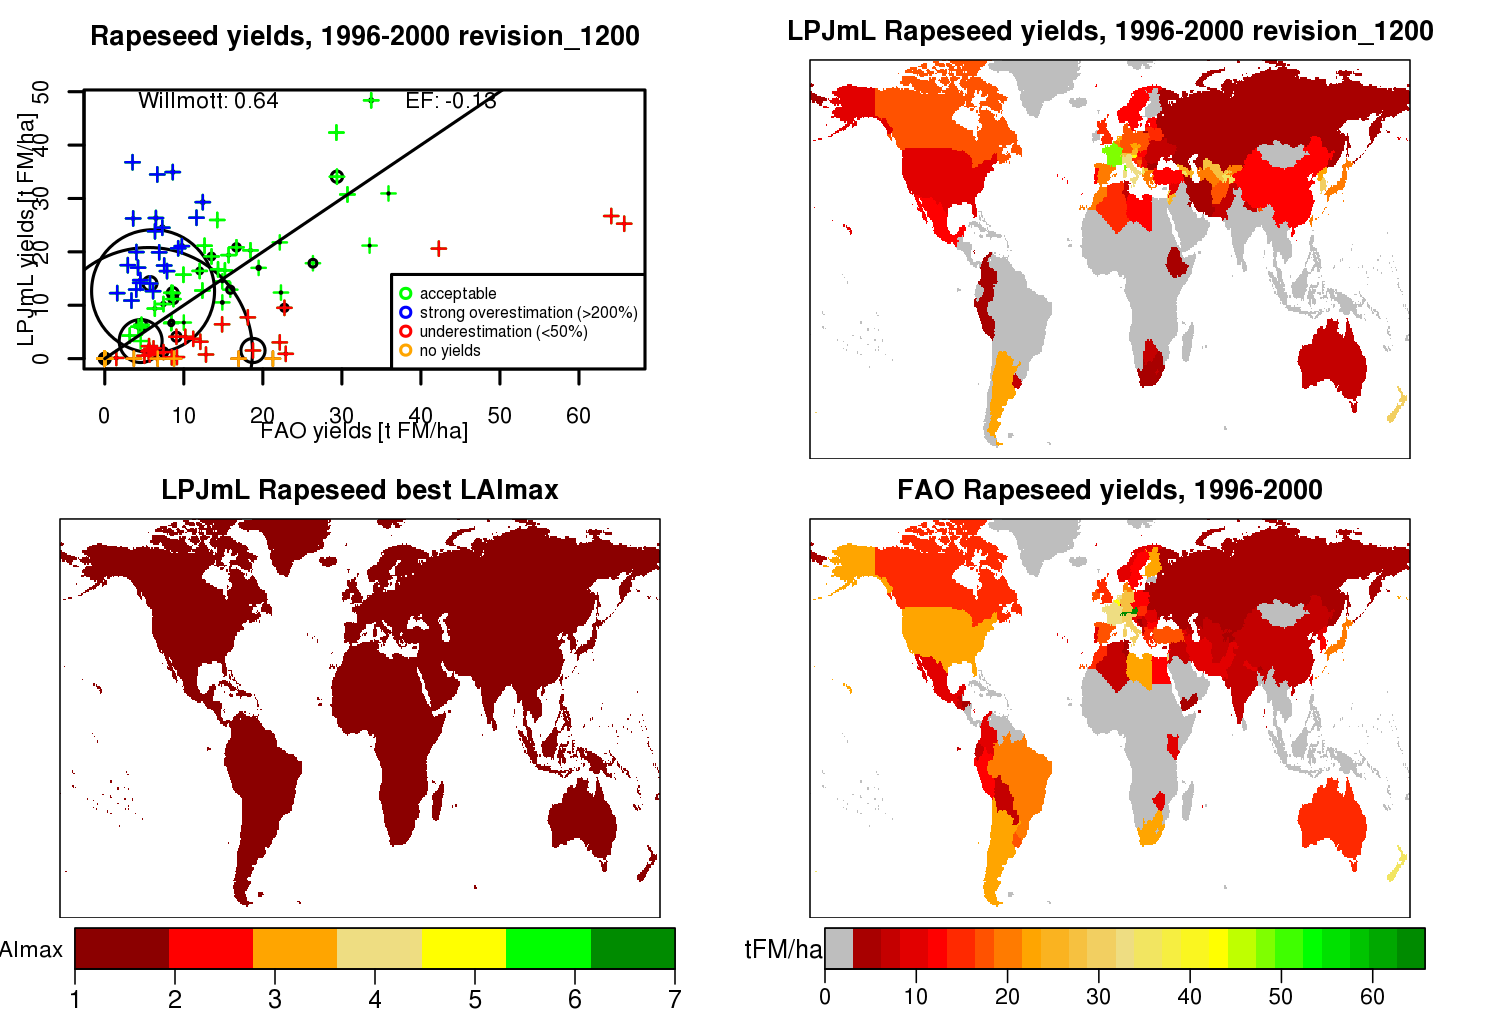 Rapeseed yields, 1996-2000 revision_1200
Willmott: 0.64
EF: -0.13
LPJmL yields [t FM/ha]
0 10 20 30 40 50
acceptable
strong overestimation (>200%)
underestimation (<50%)
no yields
0 10 20 30 40 50 60
FAO yields [t FM/ha]
LPJmL Rapeseed yields, 1996-2000 revision_1200
LPJmL Rapeseed best LAImax
AImax
1 2 3 4 5 6 7
FAO Rapeseed yields, 1996-2000
tFM/ha
0 10 20 30 40 50 60